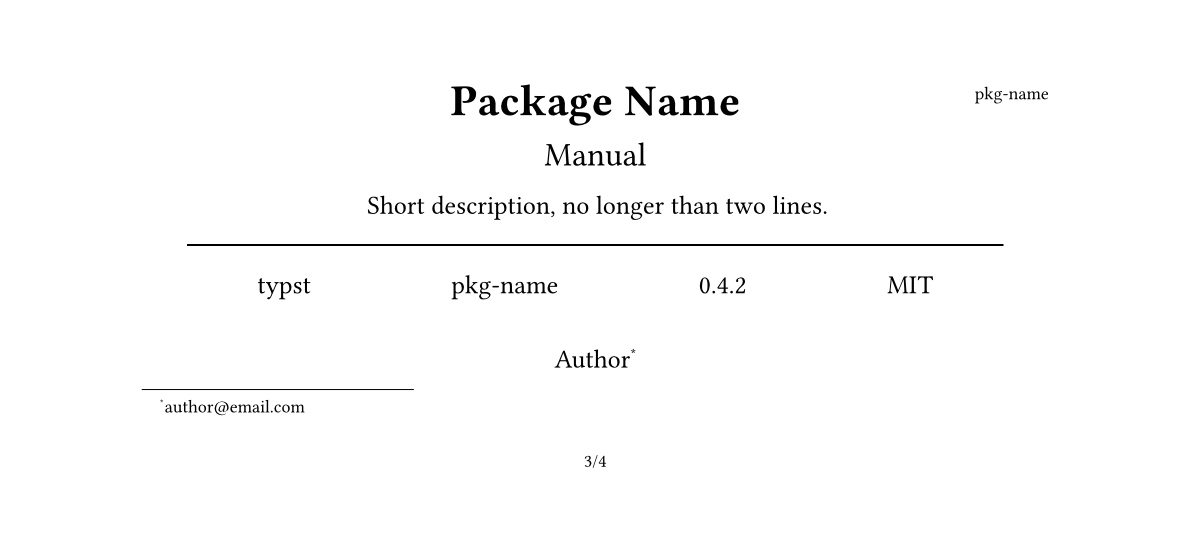 pkg-name
Package Name
Manual
Short description, no longer than two lines.
typst pkg-name 0.4.2 MIT
Author*
*author@email.com
3/4